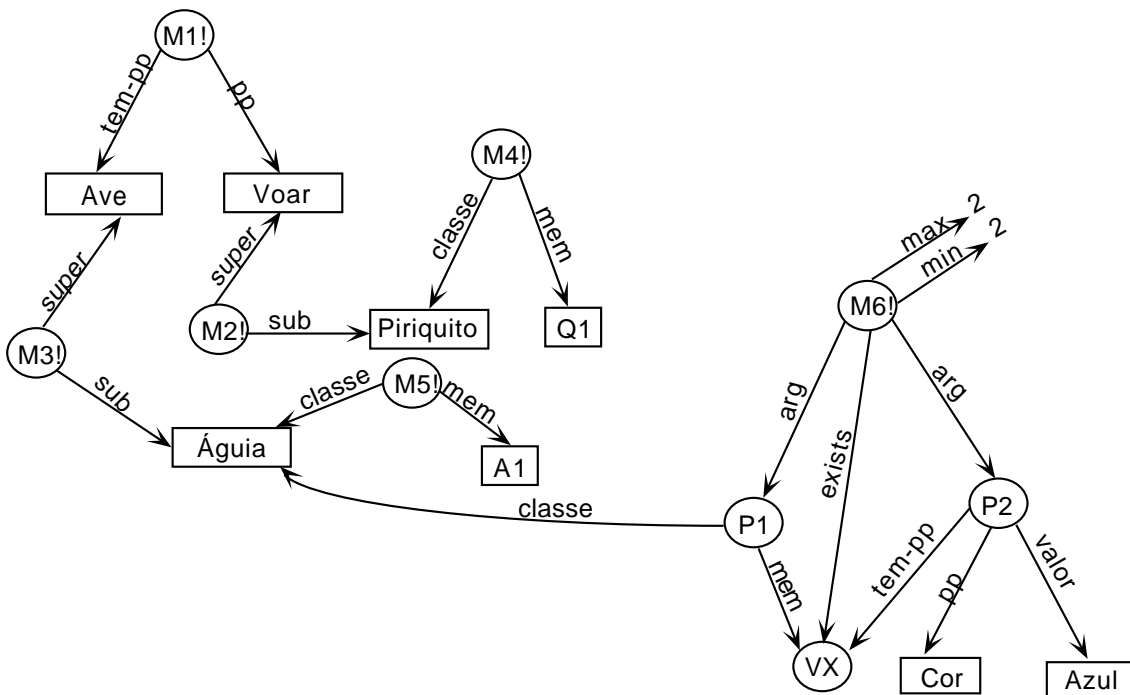 M1!
tem-pp
pp
Ave
Voar
M4!
classe
mem
super
super
M3!
M2!
sub
Piriquito
Q1
sub
classe
M5!
mem
Águia
A1
classe
max
2
min
2
M6!
arg
exists
arg
P1
P2
mem
tem-pp
pp
valor
VX
Cor
Azul